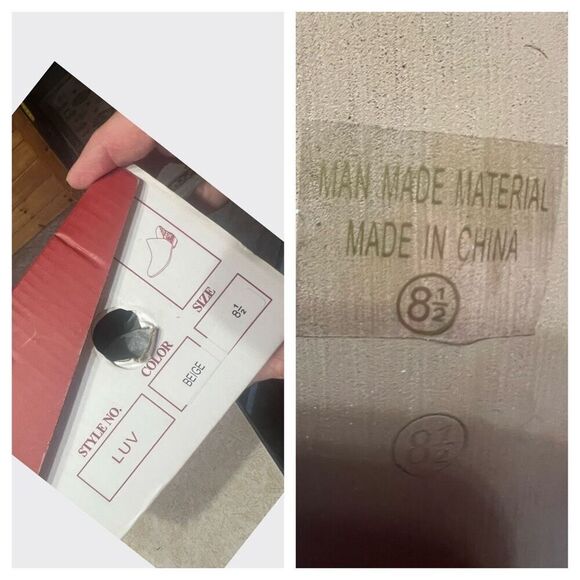 STYLE NO.
LUV
COLOR
BEIGE
SIZE
8½
MAN MADE MATERIAL
MADE IN CHINA
8½
8½